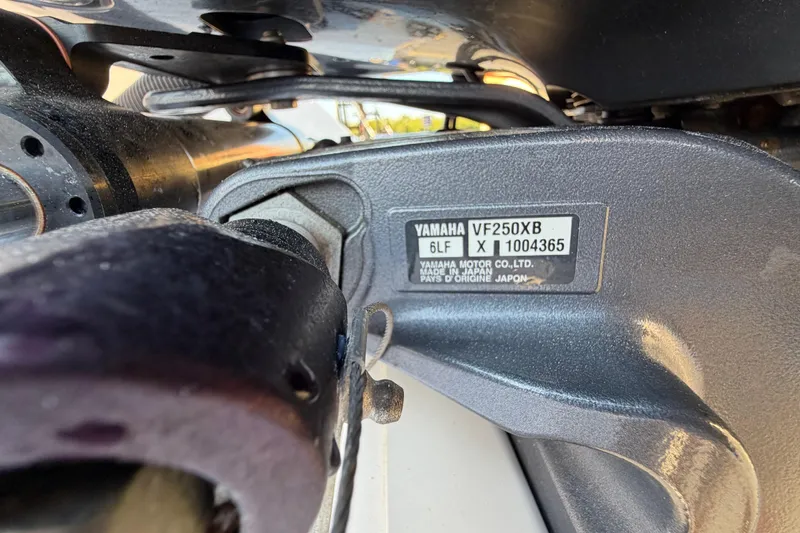 YAMAHA VF250XB
6LF X 1004365
YAMAHA MOTOR CO.,LTD.
MADE IN JAPAN
PAYS D'ORIGINE JAPON